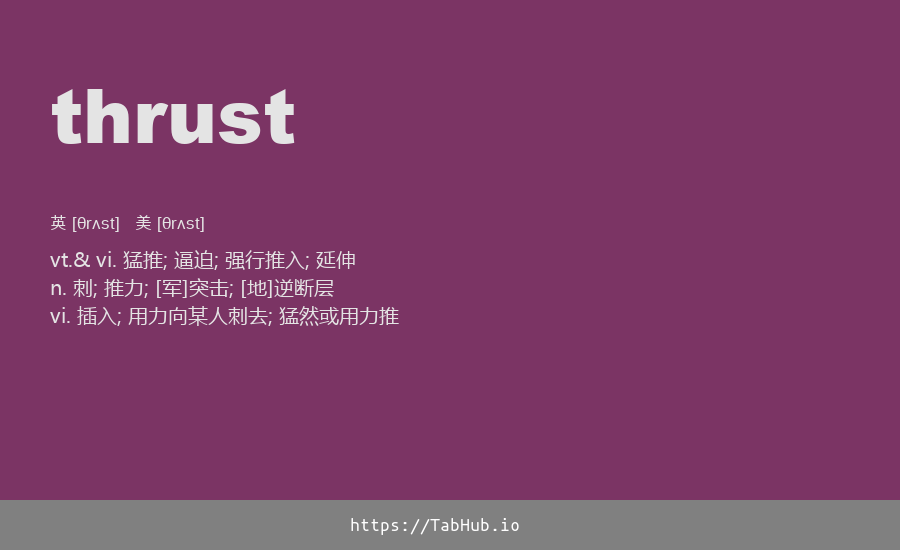 thrust
英 [θrʌst] 美 [θrʌst]
vt.& vi. 猛推; 逼迫; 强行推入; 延伸
n. 刺; 推力; [军]突击; [地]逆断层
vi. 插入; 用力向某人刺去; 猛然或用力推
https://TabHub.io